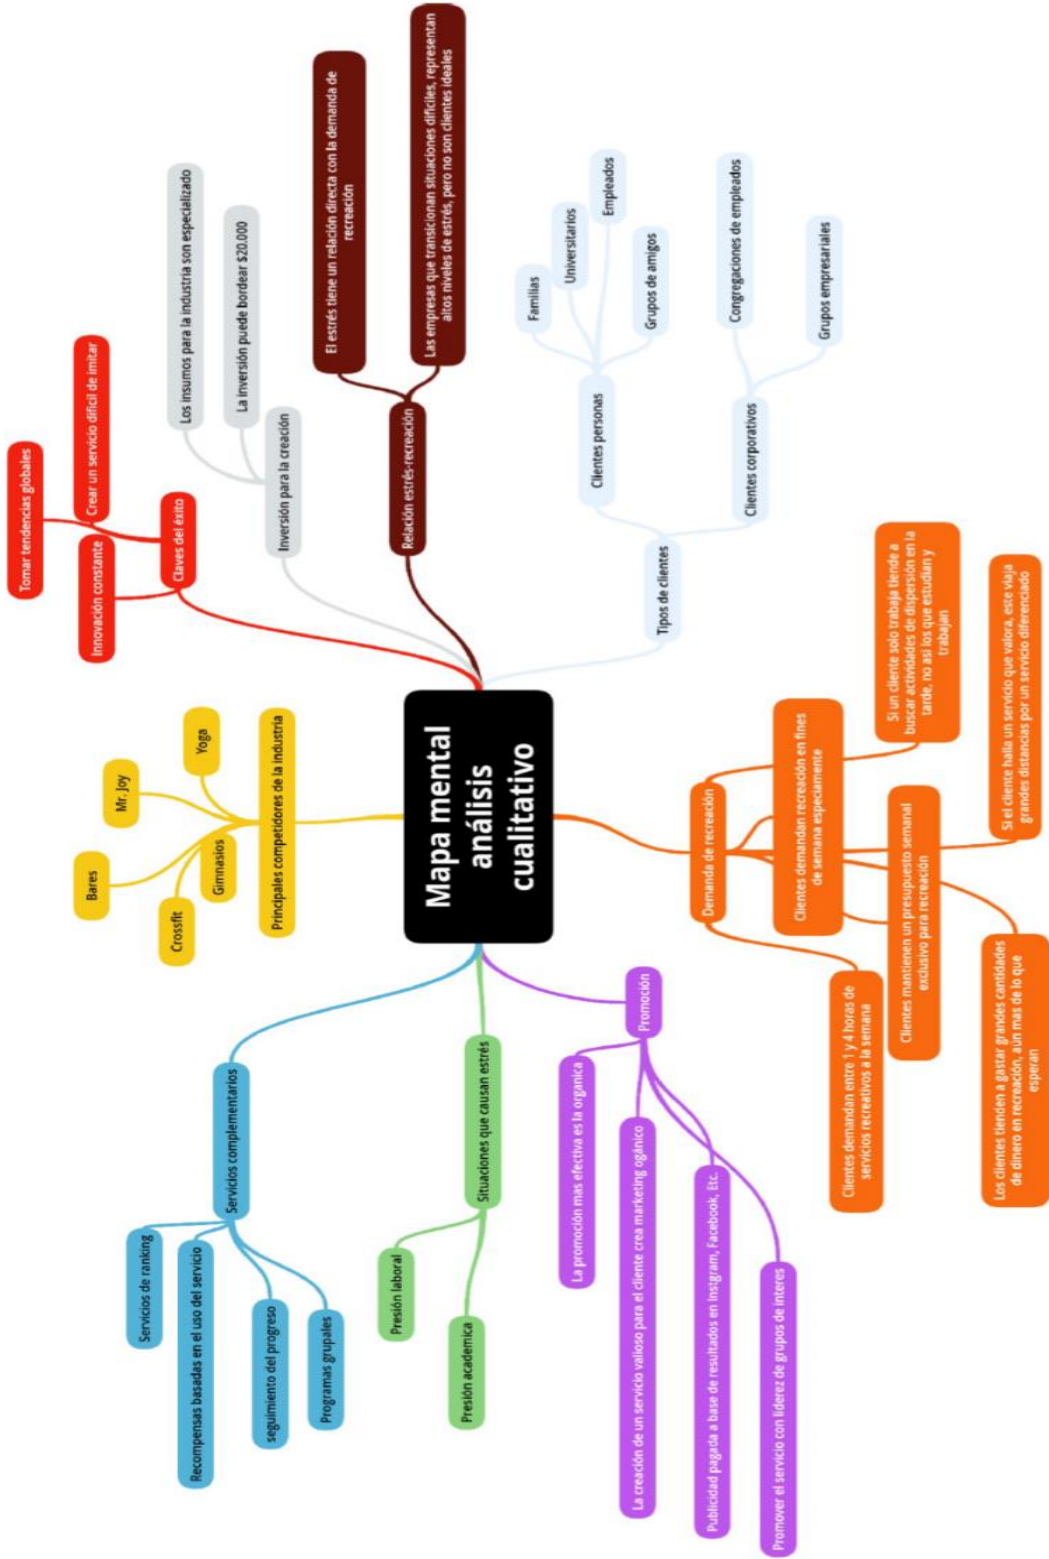 Mapa mental
análisis
cualitativo
Servicios complementarios
Servicios de ranking
Recompensas basadas en el uso del servicio
seguimiento del progreso
Programas grupales
Situaciones que causan estrés
Presión laboral
Presión academica
Promoción
La promoción mas efectiva es la organica
La creación de un servicio valioso para el cliente crea marketing ogánico
Publicidad pagada a base de resultados en Insigram, Facebook, Etc.
Promover el servicio con liderez de grupos de interes
Principales competidores de la industria
Bares
Crossfit
Gimnasios
Mr. Joy
Yoga
Demanda de recreación
Clientes demandan entre 1 y 4 horas de
servicios recreativos a la semana
Clientes demandan recreación en fines
de semana especiamente
Clientes mantienen un presupuesto semanal
exclusivo para recreación
Los clientes tienden a gastar grandes cantidades
de dinero en recreación, aún mas de lo que
esperan
Si un cliente solo trabaja tiende a
buscar actividades de dispersión en la
tarde, no asi los que estudian y
trabajan
Si el cliente halla un servicio que valora, este viaja
grandes distancias por un servicio diferenciado
Claves del éxito
Tomar tendencias globales
Innovación constante
Crear un servicio dificil de imitar
Inversión para la creación
Los insumos para la industria son especializado
La inversión puede bordear $20.000
Relación estrés-recreación
El estrés tiene un relación directa con la demanda de
recreación
Las empresas que transicionan situaciones dificiles, representan
altos niveles de estrés, pero no son clientes ideales
Tipos de clientes
Clientes personas
Familias
Universitarios
Empleados
Grupos de amigos
Clientes corporativos
Congregaciones de empleados
Grupos empresariales